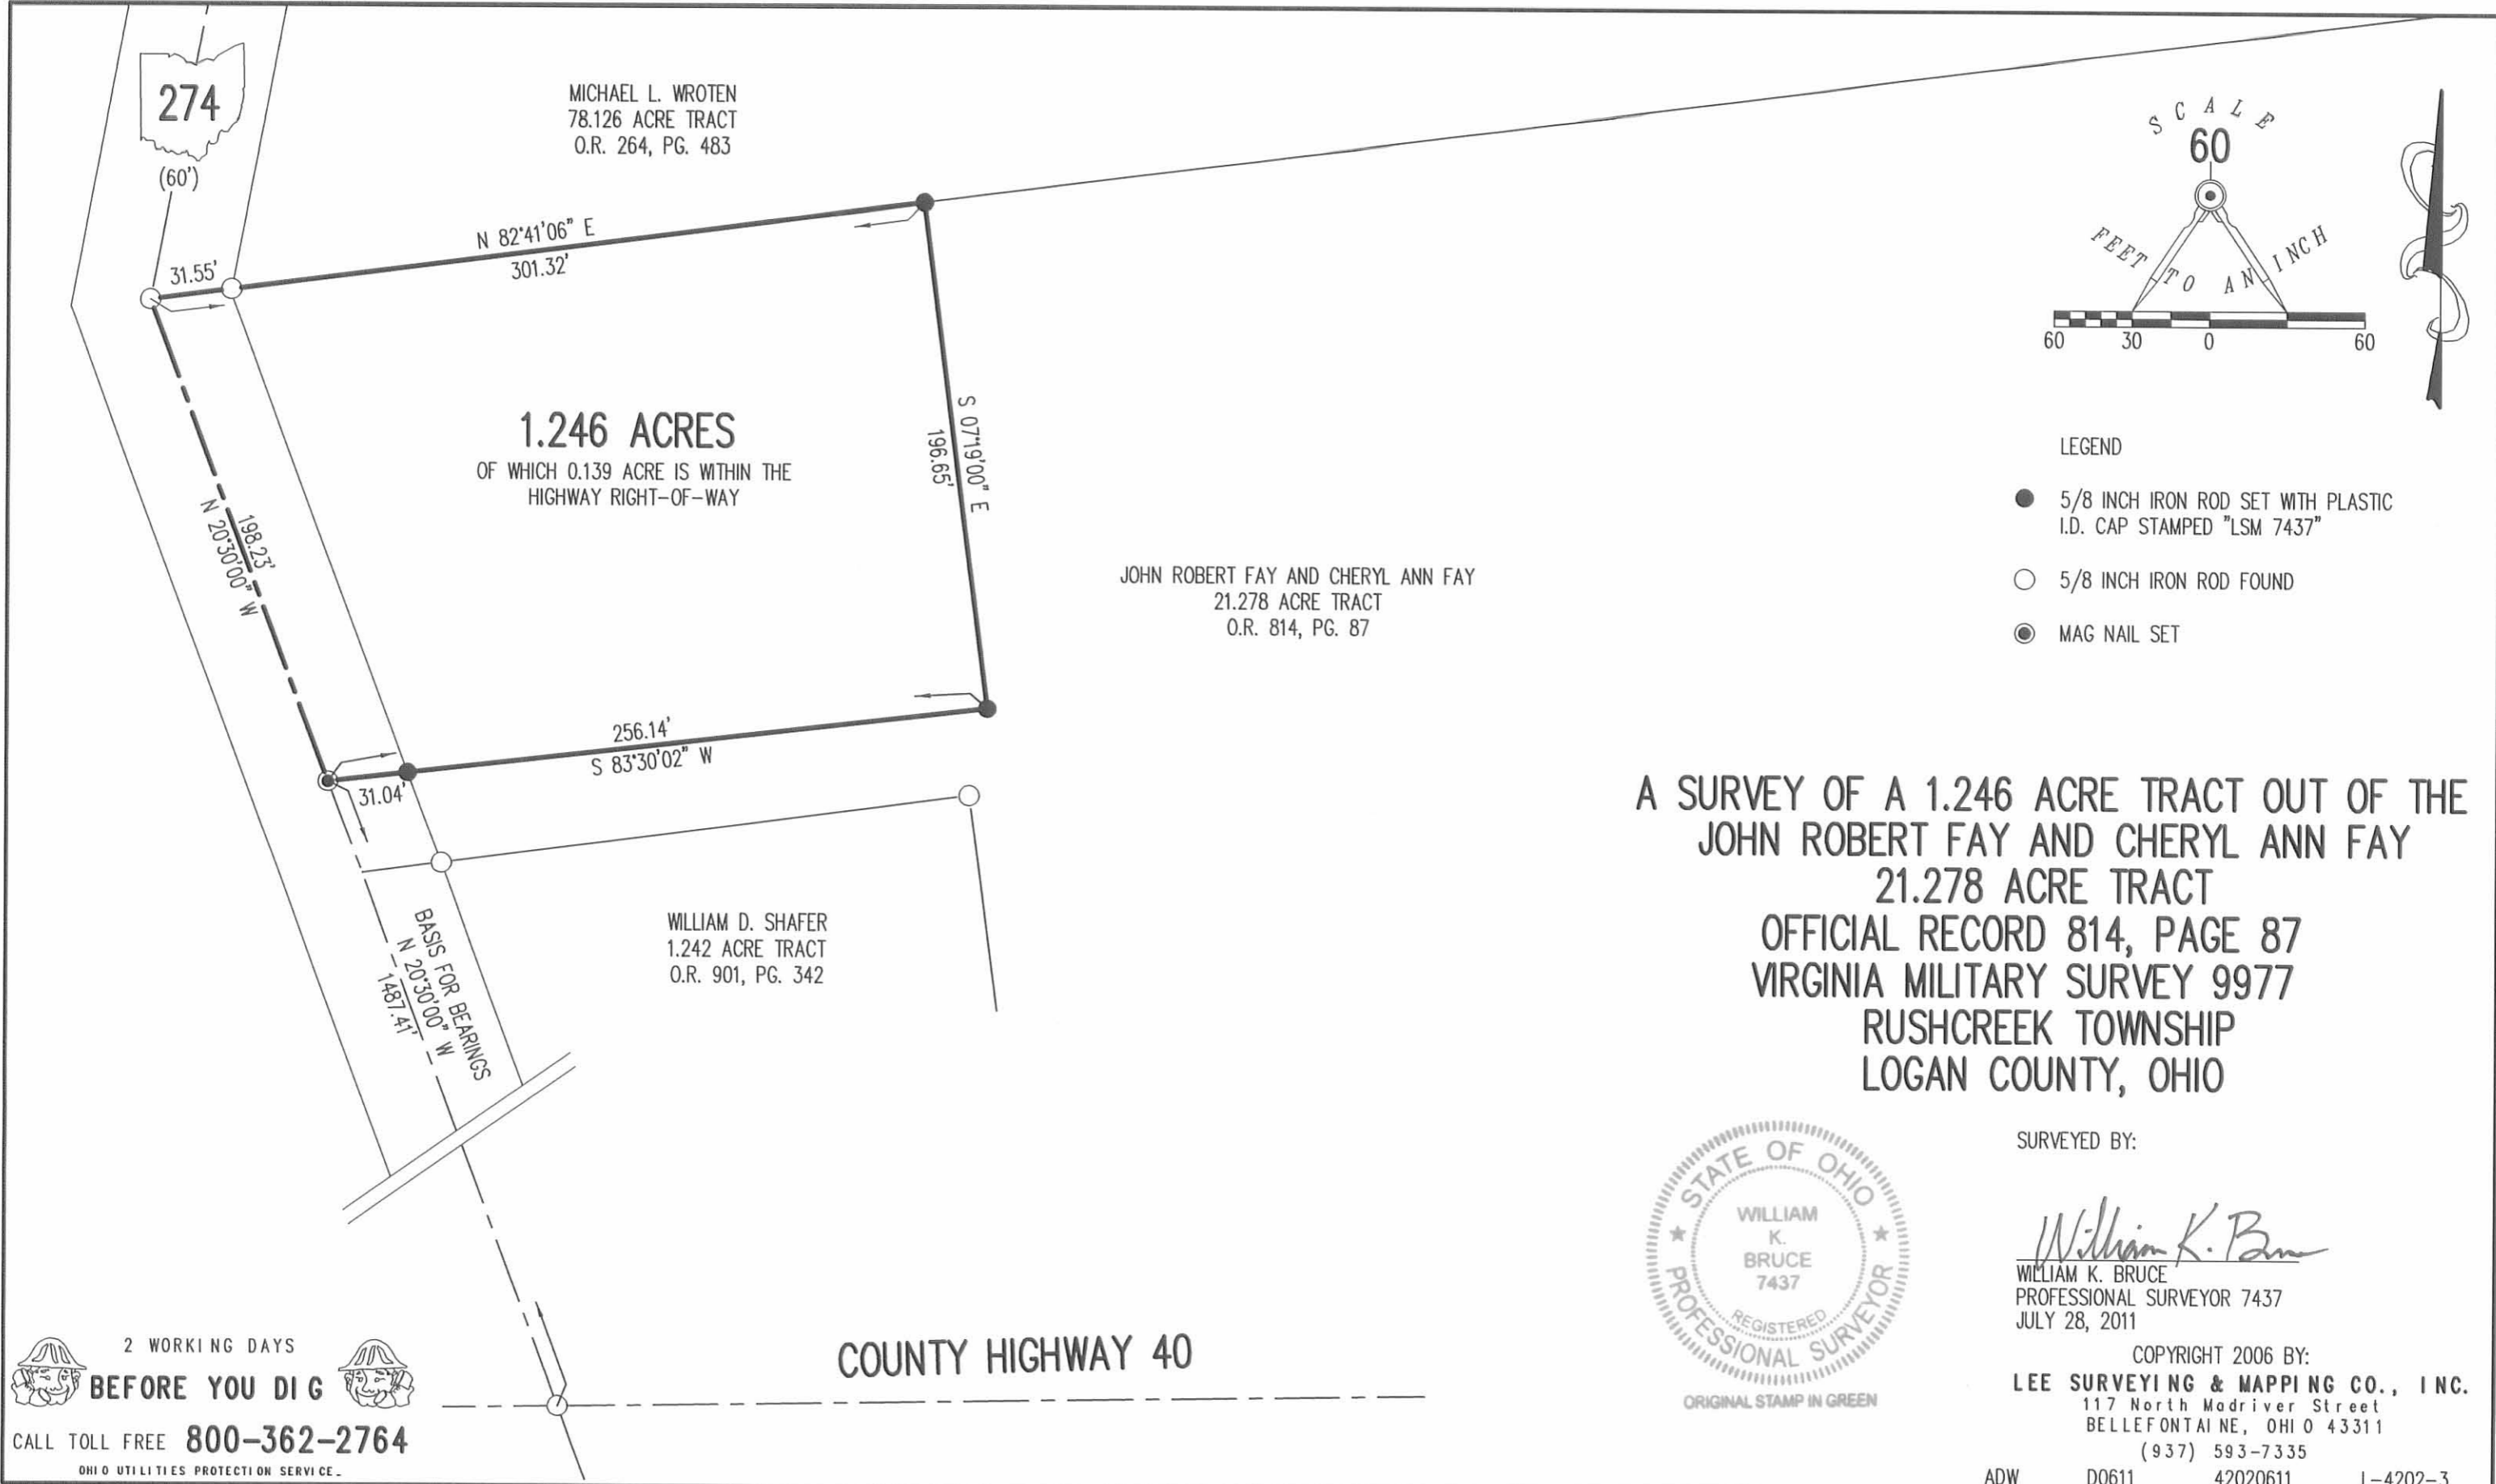 274
(60')
MICHAEL L. WROTEN
78.126 ACRE TRACT
O.R. 264, PG. 483
SCALE
60
FEET TO AN INCH
60 30 0 60
N 82°41'06" E
31.55'
301.32'
1.246 ACRES
OF WHICH 0.139 ACRE IS WITHIN THE
HIGHWAY RIGHT-OF-WAY
S 07°19'00" E
196.65'
198.23'
N 20°30'00" W
LEGEND
5/8 INCH IRON ROD SET WITH PLASTIC
I.D. CAP STAMPED "LSM 7437"
5/8 INCH IRON ROD FOUND
MAG NAIL SET
JOHN ROBERT FAY AND CHERYL ANN FAY
21.278 ACRE TRACT
O.R. 814, PG. 87
256.14'
S 83°30'02" W
31.04'
WILLIAM D. SHAFER
1.242 ACRE TRACT
O.R. 901, PG. 342
BASIS FOR BEARINGS
N 20°30'00" W
1487.41'
A SURVEY OF A 1.246 ACRE TRACT OUT OF THE
JOHN ROBERT FAY AND CHERYL ANN FAY
21.278 ACRE TRACT
OFFICIAL RECORD 814, PAGE 87
VIRGINIA MILITARY SURVEY 9977
RUSHCREEK TOWNSHIP
LOGAN COUNTY, OHIO
STATE OF OHIO
WILLIAM
K.
BRUCE
7437
REGISTERED
PROFESSIONAL SURVEYOR
ORIGINAL STAMP IN GREEN
SURVEYED BY:
William K. Bruce
WILLIAM K. BRUCE
PROFESSIONAL SURVEYOR 7437
JULY 28, 2011
COPYRIGHT 2006 BY:
LEE SURVEYING & MAPPING CO., INC.
117 North Madriver Street
BELLEFONTAINE, OHIO 43311
(937) 593-7335
ADW D0611 42020611 L-4202-3
COUNTY HIGHWAY 40
2 WORKING DAYS
BEFORE YOU DIG
CALL TOLL FREE 800-362-2764
OHIO UTILITIES PROTECTION SERVICE.